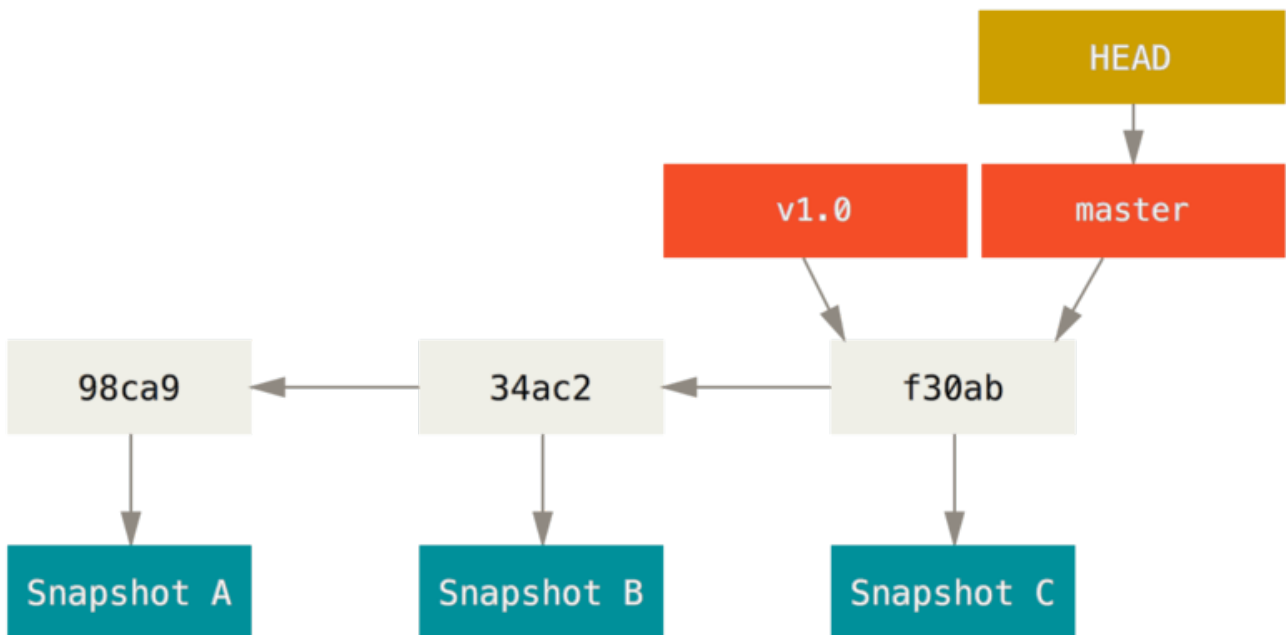 HEAD
v1.0
master
98ca9
34ac2
f30ab
Snapshot A
Snapshot B
Snapshot C